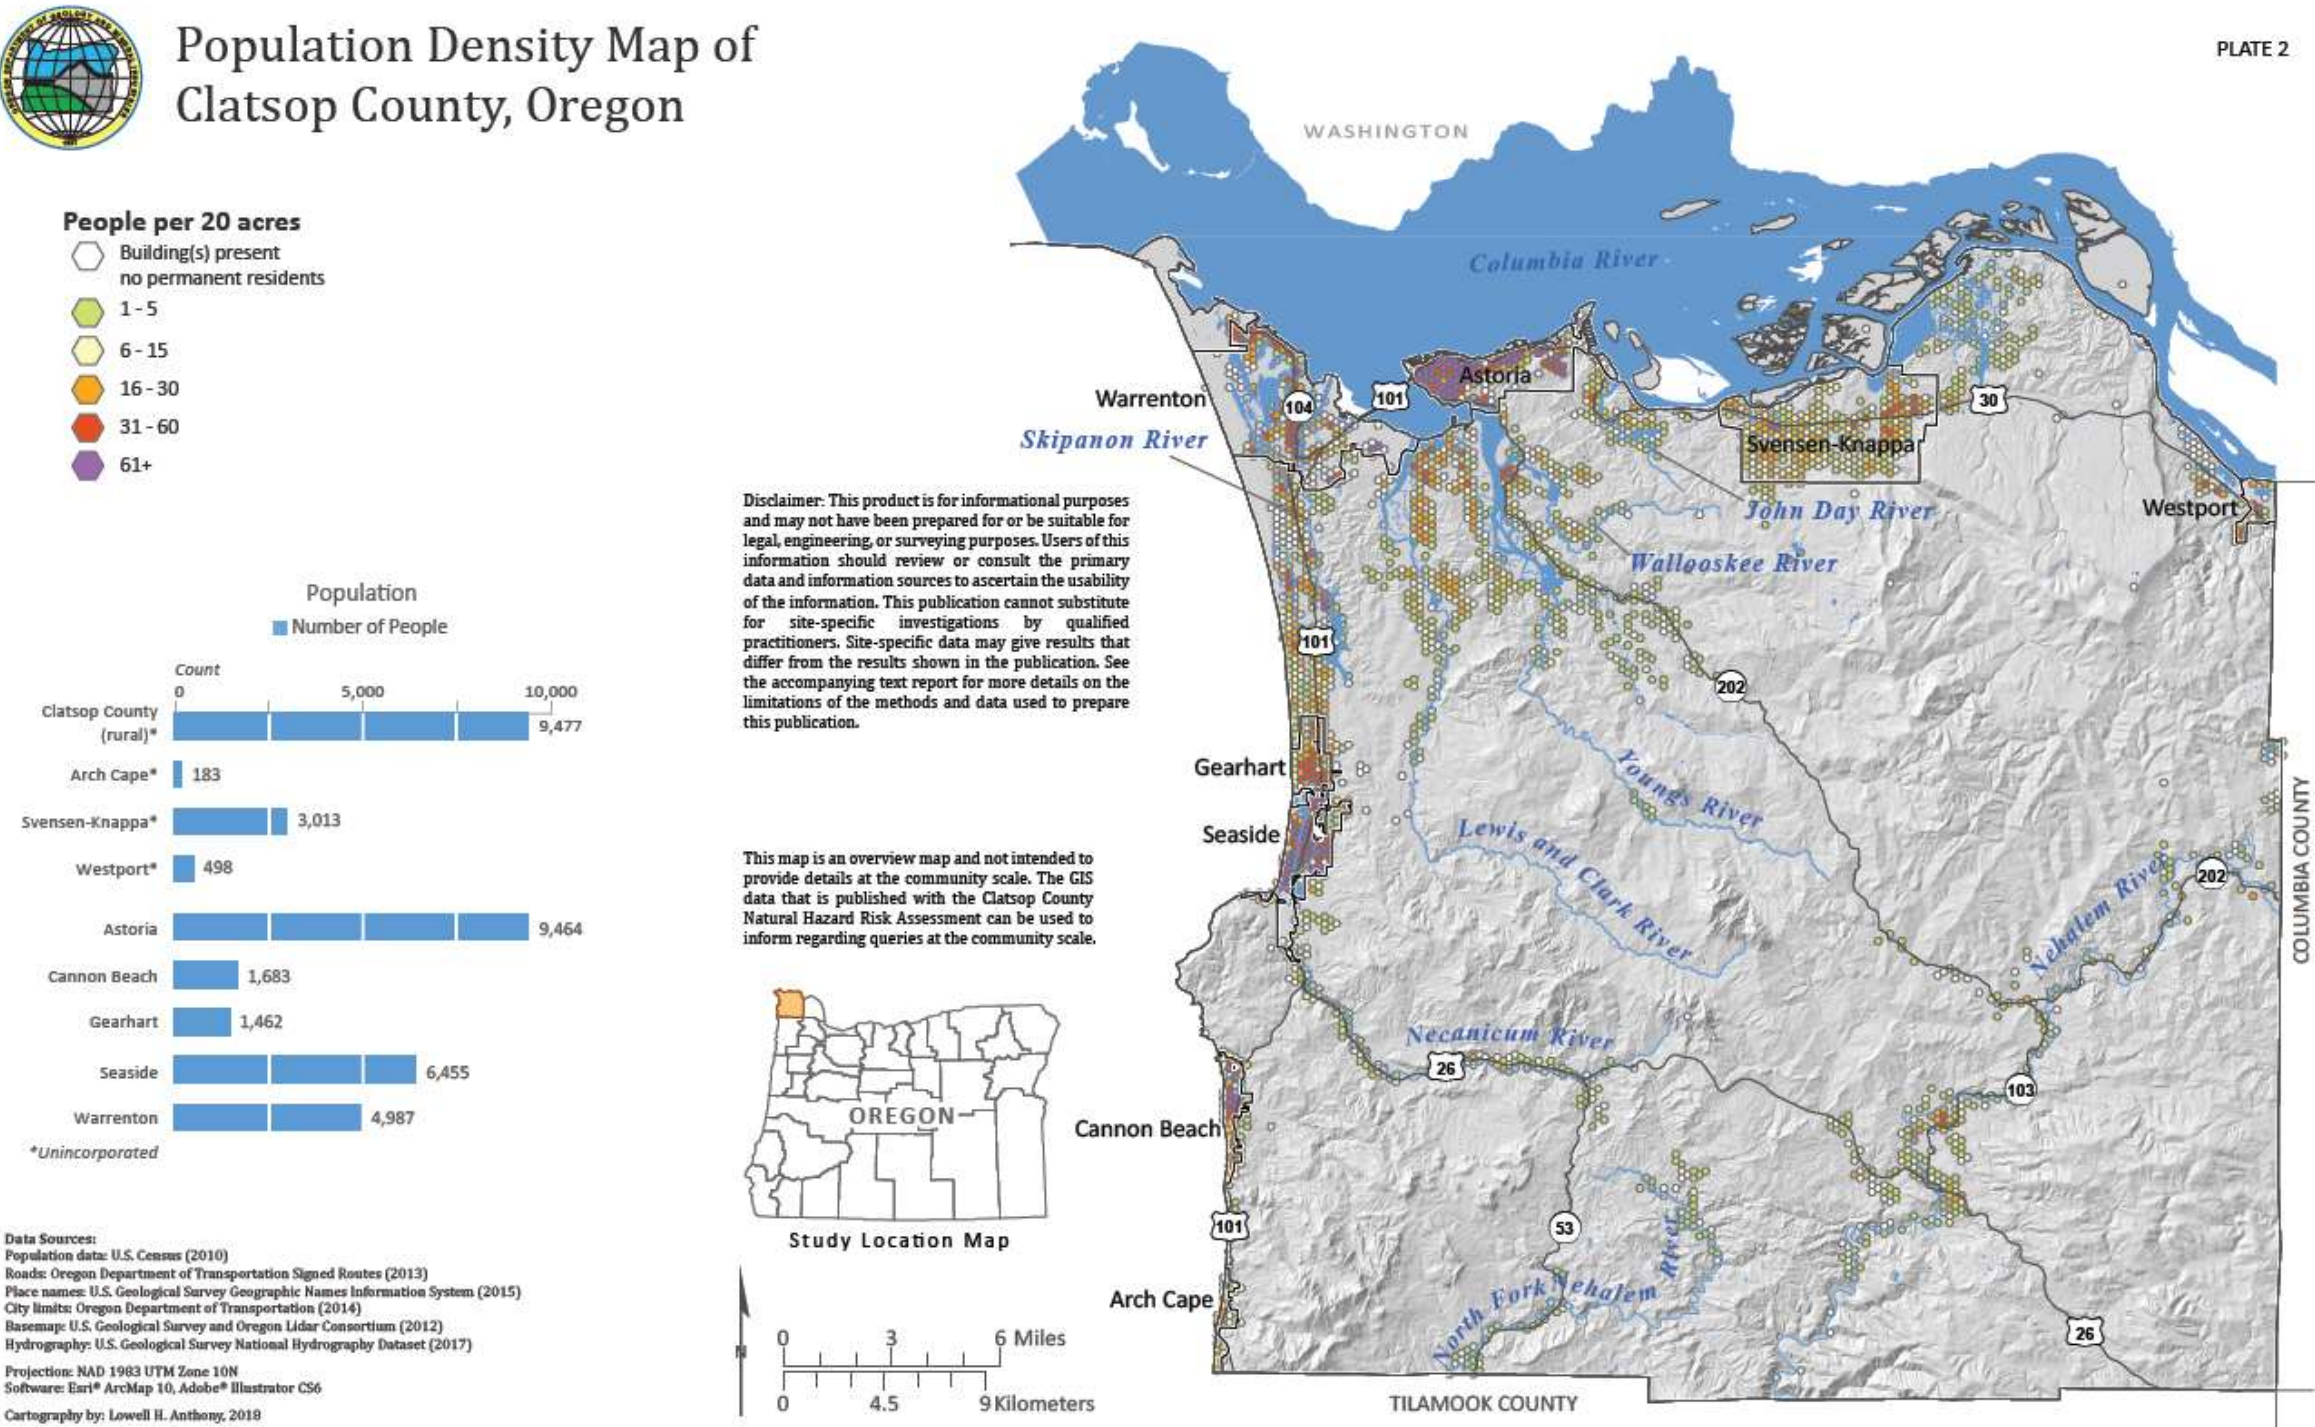 Population Density Map of
Clatsop County, Oregon
PLATE 2
People per 20 acres
Building(s) present
no permanent residents
1 - 5
6 - 15
16 - 30
31 - 60
61+
Population
Number of People
Count
0 5,000 10,000
Clatsop County
(rural)* 9,477
Arch Cape* 183
Svensen-Knappa* 3,013
Westport* 498
Astoria 9,464
Cannon Beach 1,683
Gearhart 1,462
Seaside 6,455
Warrenton 4,987
*Unincorporated
Data Sources:
Population data: U.S. Census (2010)
Roads: Oregon Department of Transportation Signed Routes (2013)
Place names: U.S. Geological Survey Geographic Names Information System (2015)
City limits: Oregon Department of Transportation (2014)
Basemap: U.S. Geological Survey and Oregon Lidar Consortium (2012)
Hydrography: U.S. Geological Survey National Hydrography Dataset (2017)
Projection: NAD 1983 UTM Zone 10N
Software: Esri® ArcMap 10, Adobe® Illustrator CS6
Cartography by: Lowell H. Anthony, 2018
Disclaimer: This product is for informational purposes
and may not have been prepared for or be suitable for
legal, engineering, or surveying purposes. Users of this
information should review or consult the primary
data and information sources to ascertain the usability
of the information. This publication cannot substitute
for site-specific investigations by qualified
practitioners. Site-specific data may give results that
differ from the results shown in the publication. See
the accompanying text report for more details on the
limitations of the methods and data used to prepare
this publication.
This map is an overview map and not intended to
provide details at the community scale. The GIS
data that is published with the Clatsop County
Natural Hazard Risk Assessment can be used to
inform regarding queries at the community scale.
OREGON
Study Location Map
N
0 3 6 Miles
0 4.5 9 Kilometers
WASHINGTON
Columbia River
Astoria
Warrenton
104
101
30
Skipanon River
Svensen-Knappa
Westport
John Day River
Wallooskee River
101
202
Gearhart
Youngs River
Seaside
Lewis and Clark River
COLUMBIA COUNTY
202
Nehalem River
Necanicum River
26
103
Cannon Beach
101
53
North Fork Nehalem River
Arch Cape
26
TILAMOOK COUNTY